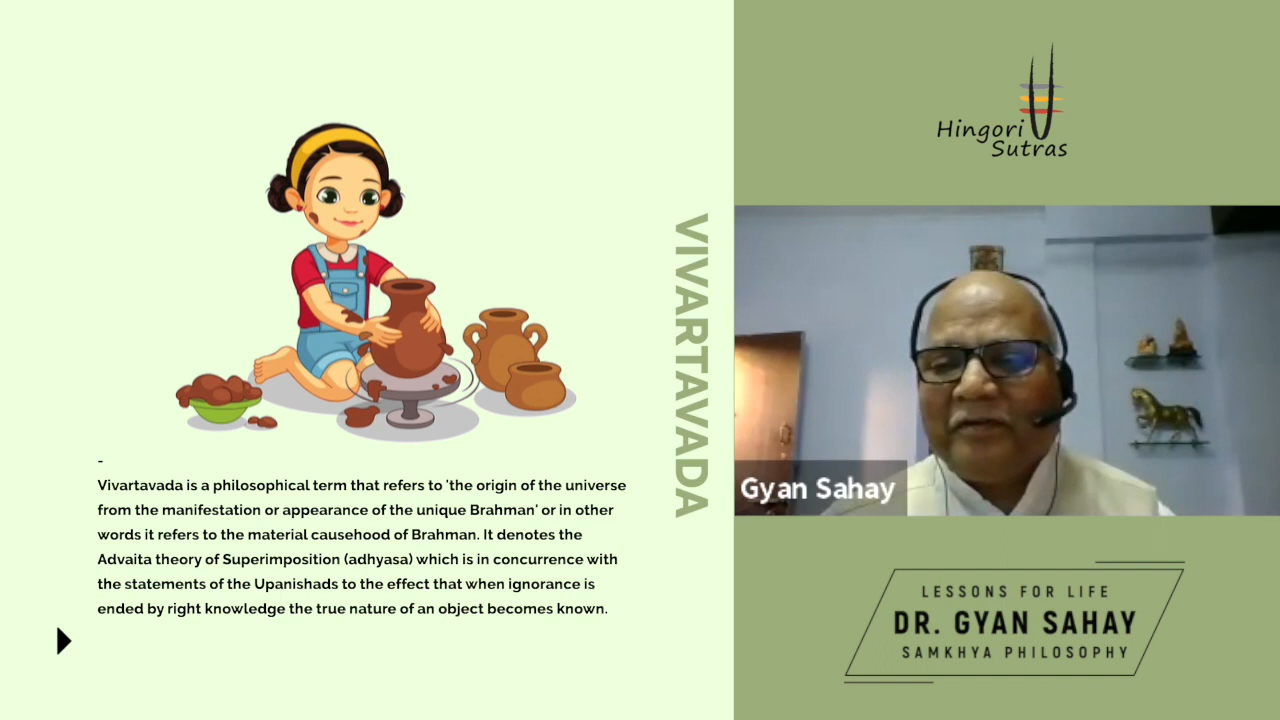 -
Vivartavada is a philosophical term that refers to 'the origin of the universe
from the manifestation or appearance of the unique Brahman' or in other
words it refers to the material causehood of Brahman. It denotes the
Advaita theory of Superimposition (adhyasa) which is in concurrence with
the statements of the Upanishads to the effect that when ignorance is
ended by right knowledge the true nature of an object becomes known.
VIVARTAVADA
Hingori
Sutras
Gyan Sahay
LESSONS FOR LIFE
DR. GYAN SAHAY
SAMKHYA PHILOSOPHY